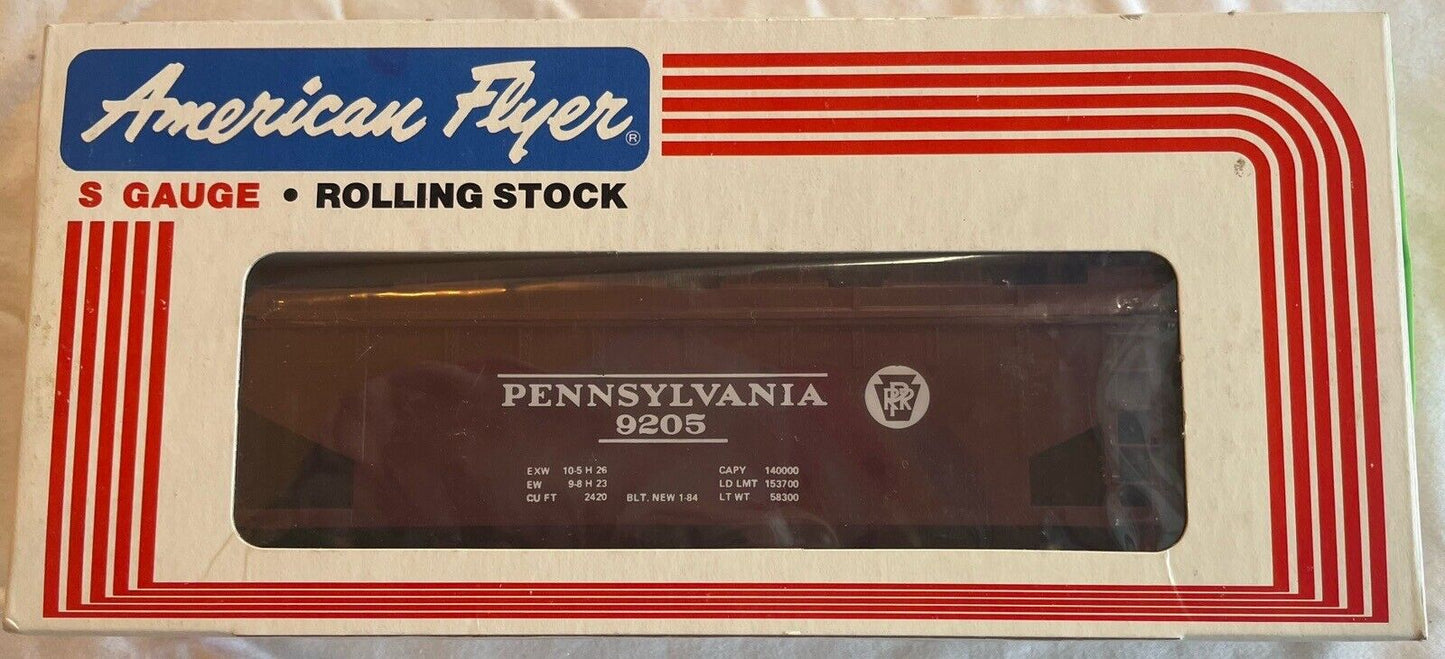 American Flyer®
S GAUGE • ROLLING STOCK
PENNSYLVANIA
9205
PRR
EXW 10-5 H 26
EW 9-8 H 23
CU FT 2420 BLT. NEW 1-84
CAPY 140000
LD LMT 153700
LT WT 58300